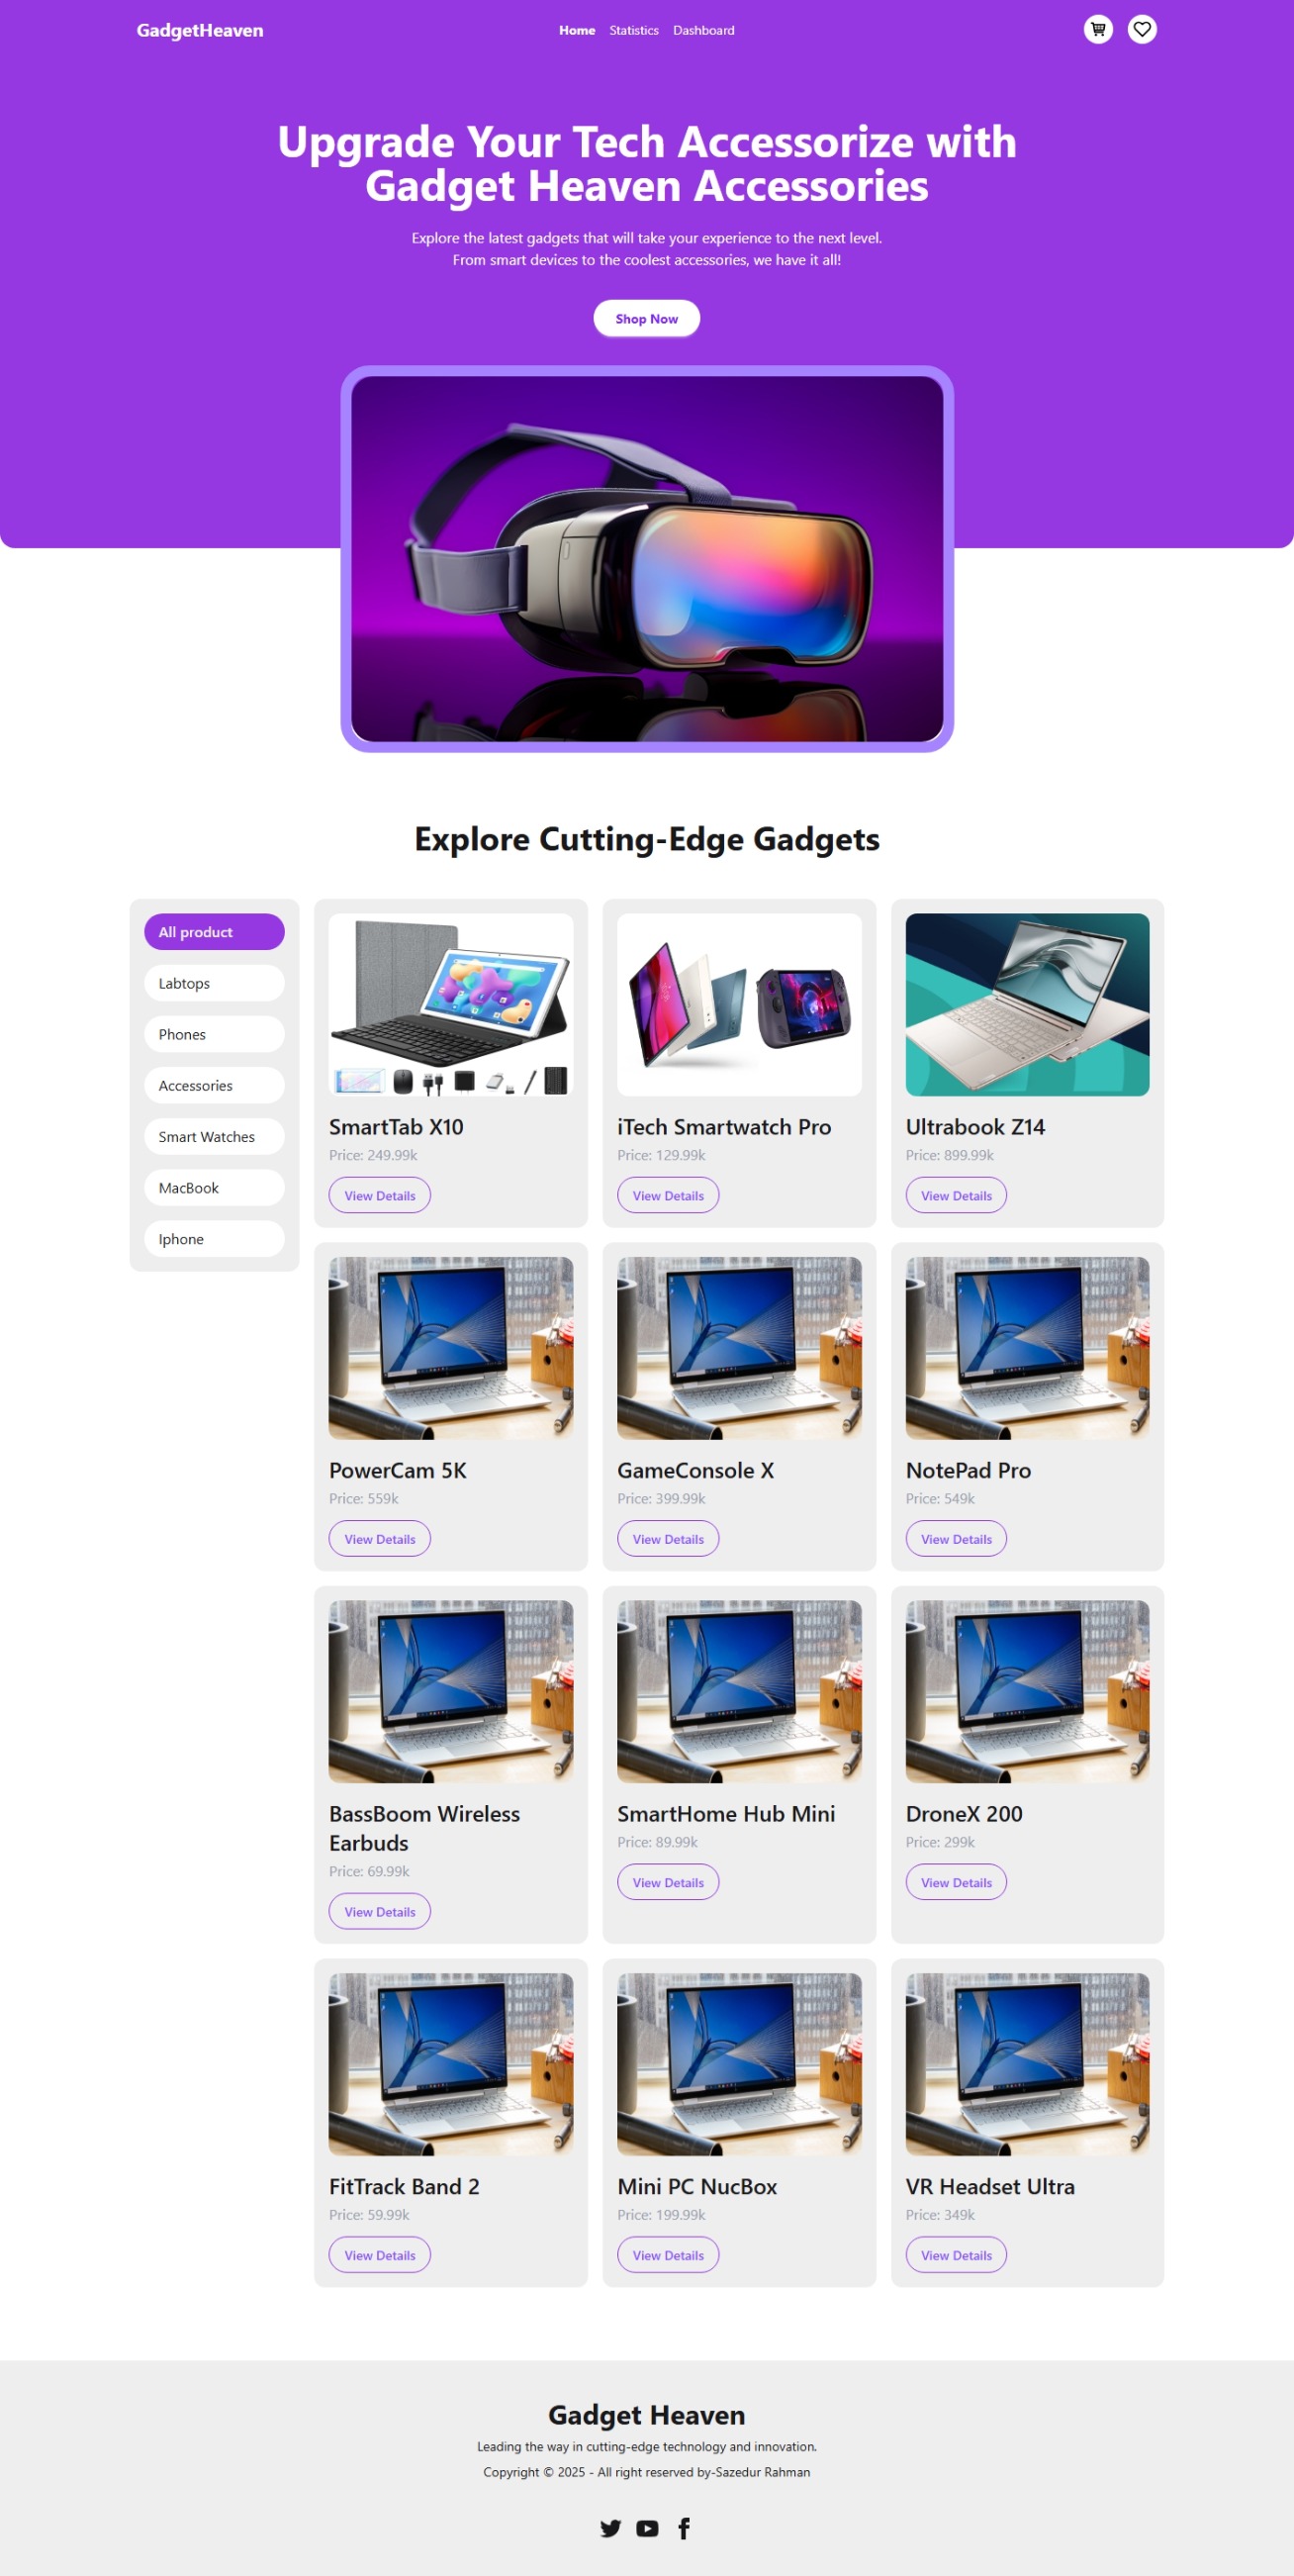 GadgetHeaven
Home Statistics Dashboard
Upgrade Your Tech Accessorize with
Gadget Heaven Accessories
Explore the latest gadgets that will take your experience to the next level.
From smart devices to the coolest accessories, we have it all!
Shop Now
Explore Cutting-Edge Gadgets
All product
Labtops
Phones
Accessories
Smart Watches
MacBook
Iphone
SmartTab X10
Price: 249.99k
View Details
iTech Smartwatch Pro
Price: 129.99k
View Details
Ultrabook Z14
Price: 899.99k
View Details
PowerCam 5K
Price: 559k
View Details
GameConsole X
Price: 399.99k
View Details
NotePad Pro
Price: 549k
View Details
BassBoom Wireless
Earbuds
Price: 69.99k
View Details
SmartHome Hub Mini
Price: 89.99k
View Details
DroneX 200
Price: 299k
View Details
FitTrack Band 2
Price: 59.99k
View Details
Mini PC NucBox
Price: 199.99k
View Details
VR Headset Ultra
Price: 349k
View Details
Gadget Heaven
Leading the way in cutting-edge technology and innovation.
Copyright © 2025 - All right reserved by-Sazedur Rahman